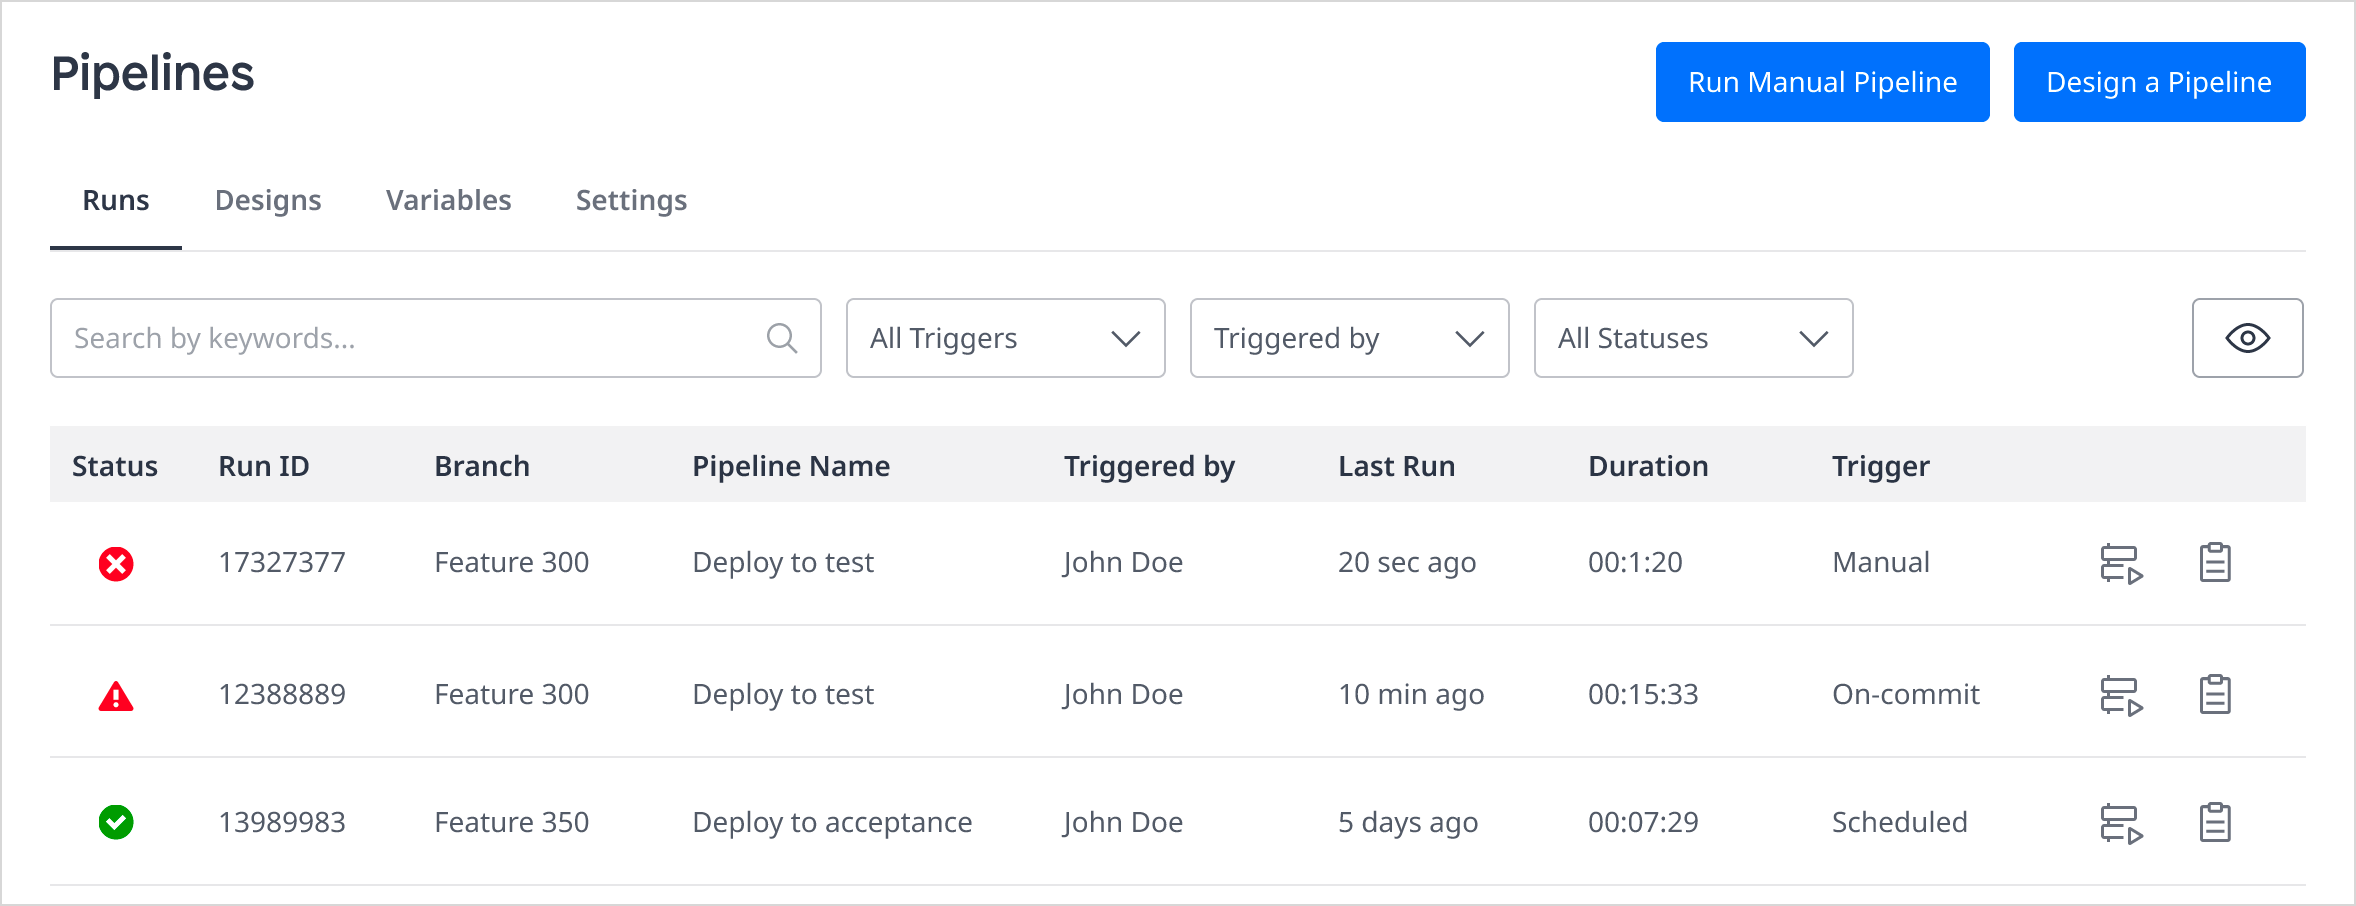 Pipelines
Run Manual Pipeline Design a Pipeline
Runs Designs Variables Settings
Search by keywords... All Triggers Triggered by All Statuses
Status Run ID Branch Pipeline Name Triggered by Last Run Duration Trigger
17327377 Feature 300 Deploy to test John Doe 20 sec ago 00:1:20 Manual
12388889 Feature 300 Deploy to test John Doe 10 min ago 00:15:33 On-commit
13989983 Feature 350 Deploy to acceptance John Doe 5 days ago 00:07:29 Scheduled